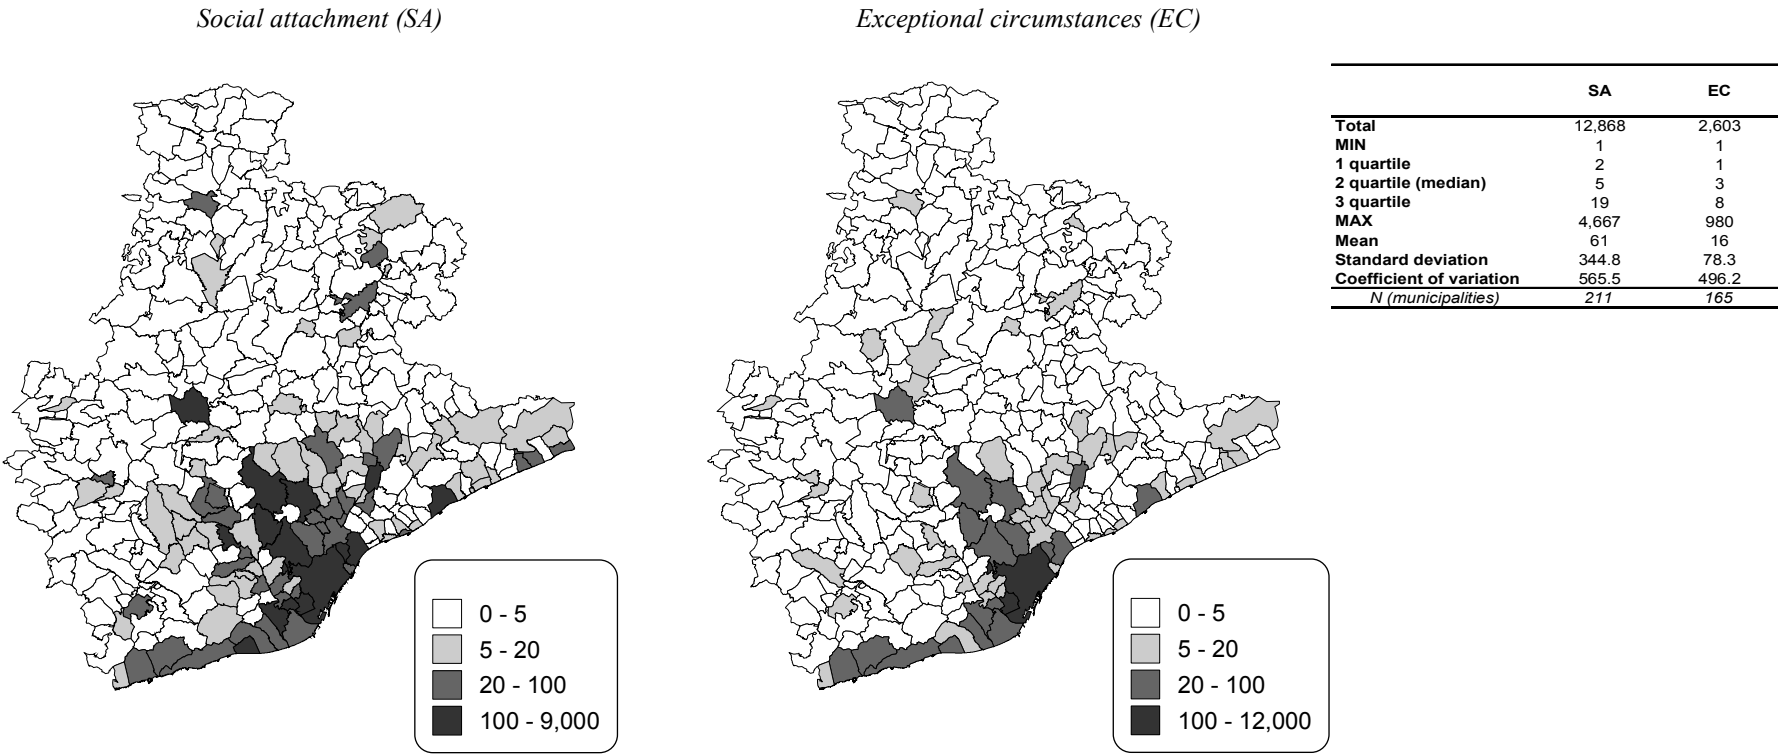 Social attachment (SA)
Exceptional circumstances (EC)
0 - 5
5 - 20
20 - 100
100 - 9,000
0 - 5
5 - 20
20 - 100
100 - 12,000
SA EC
Total 12,868 2,603
MIN 1 1
1 quartile 2 1
2 quartile (median) 5 3
3 quartile 19 8
MAX 4,667 980
Mean 61 16
Standard deviation 344.8 78.3
Coefficient of variation 565.5 496.2
N (municipalities) 211 165